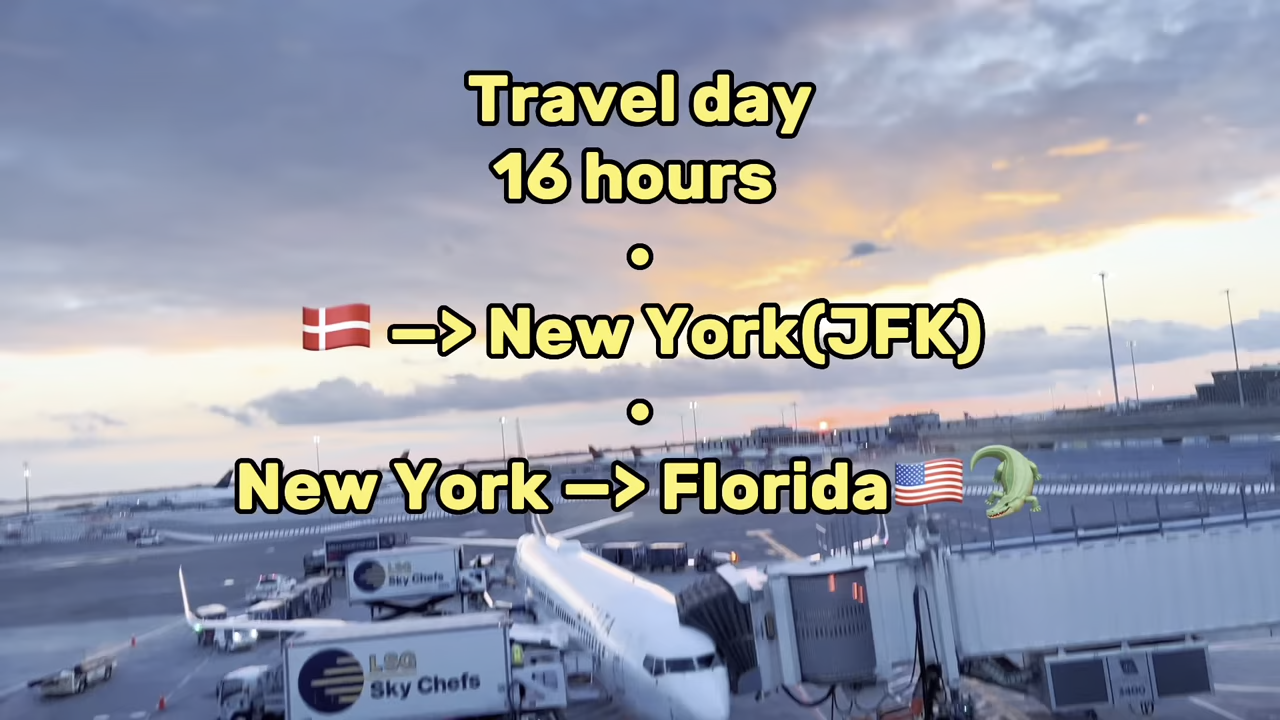 Travel day
16 hours
•
🇩🇰 —> New York(JFK)
•
New York —> Florida🇺🇸🐊
LSG
Sky Chefs
LSG
Sky Chefs